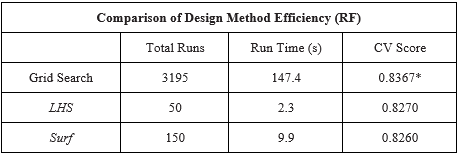 Comparison of Design Method Efficiency (RF)
Total Runs Run Time (s) CV Score
Grid Search 3195 147.4 0.8367*
LHS 50 2.3 0.8270
Surf 150 9.9 0.8260